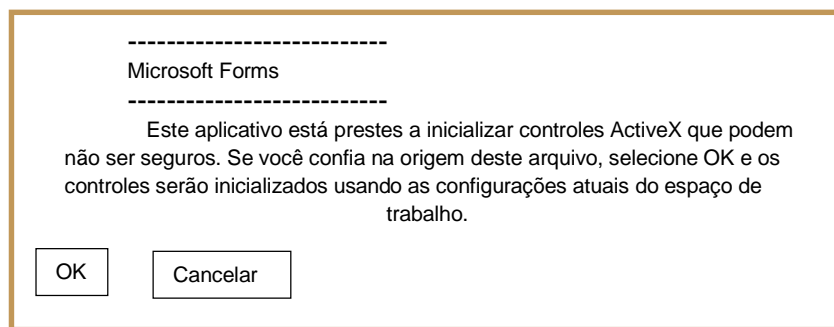 ---------------------------
Microsoft Forms
---------------------------
Este aplicativo está prestes a inicializar controles ActiveX que podem
não ser seguros. Se você confia na origem deste arquivo, selecione OK e os
controles serão inicializados usando as configurações atuais do espaço de
trabalho.
OK
Cancelar